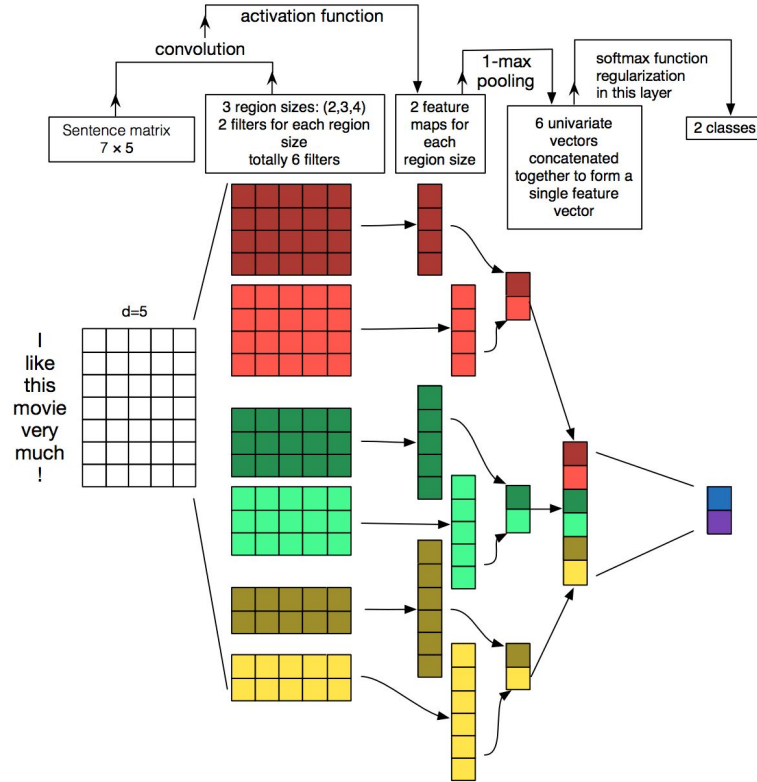 activation function
convolution
1-max
pooling
softmax function
regularization
in this layer
Sentence matrix
7 × 5
3 region sizes: (2,3,4)
2 filters for each region
size
totally 6 filters
2 feature
maps for
each
region size
6 univariate
vectors
concatenated
together to form a
single feature
vector
2 classes
d=5
I
like
this
movie
very
much
!